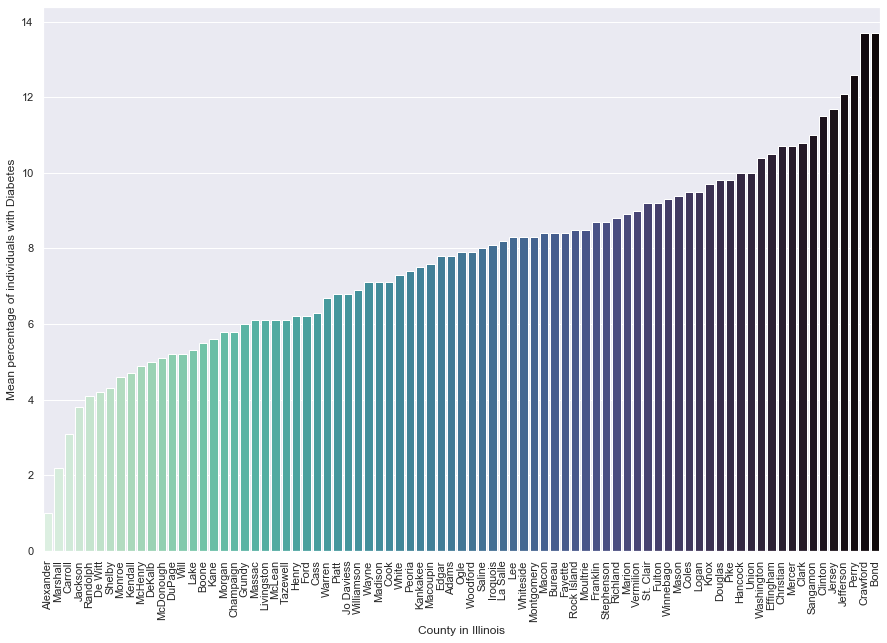 Mean percentage of individuals with Diabetes
14
12
10
8
6
4
2
0
Alexander
Marshall
Carroll
Jackson
Randolph
De Witt
Shelby
Monroe
Kendall
McHenry
DeKalb
McDonough
DuPage
Will
Lake
Boone
Kane
Morgan
Champaign
Grundy
Massac
Livingston
McLean
Tazewell
Henry
Ford
Cass
Warren
Piatt
Jo Daviess
Williamson
Wayne
Madison
Cook
White
Peoria
Kankakee
Macoupin
Edgar
Adams
Ogle
Woodford
Saline
Iroquois
La Salle
Lee
Whiteside
Montgomery
Macon
Bureau
Fayette
Rock Island
Moultrie
Franklin
Stephenson
Richland
Marion
Vermilion
St. Clair
Fulton
Winnebago
Mason
Coles
Logan
Knox
Douglas
Pike
Hancock
Union
Washington
Effingham
Christian
Mercer
Clark
Sangamon
Clinton
Jersey
Jefferson
Perry
Crawford
Bond
County in Illinois